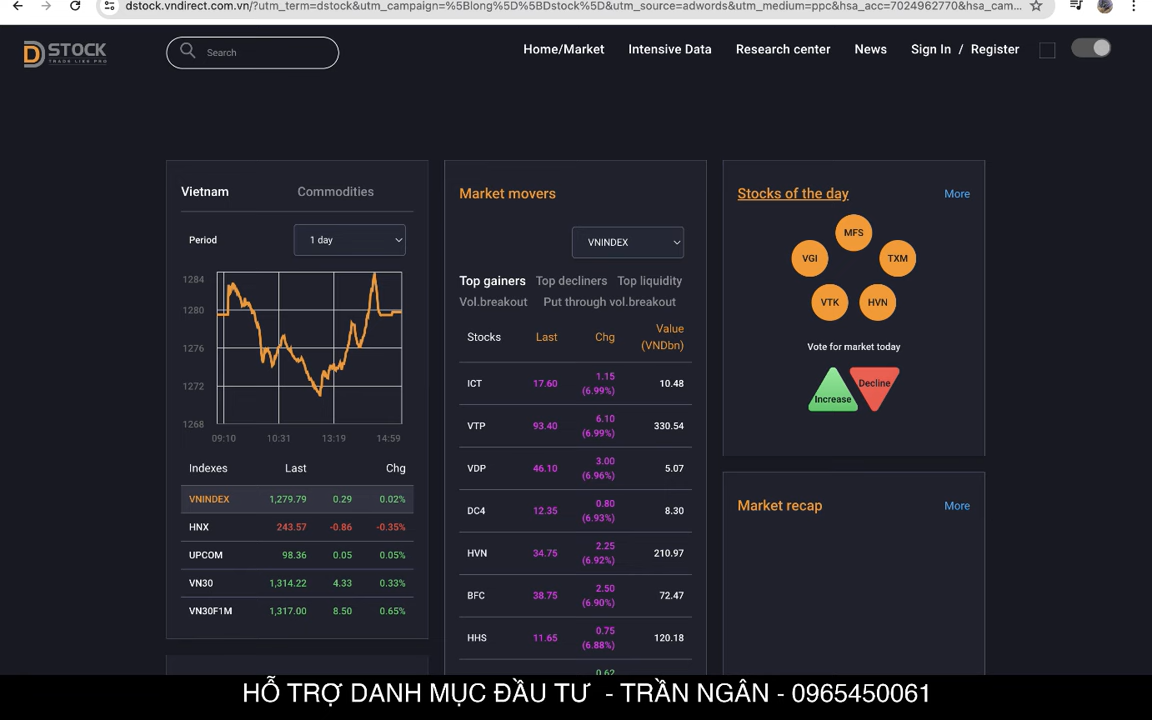 dstock.vndirect.com.vn/?utm_term=dstock&utm_campaign=%5Blong%5D%5BDstock%5D&utm_source=adwords&utm_medium=ppc&hsa_acc=7024962770&hsa_cam...
D STOCK
TRADE LIKE PRO
Search
Home/Market Intensive Data Research center News Sign In / Register
Vietnam Commodities
Period 1 day
1284
1280
1276
1272
1268
09:10 10:31 13:19 14:59
Indexes Last Chg
VNINDEX 1,279.79 0.29 0.02%
HNX 243.57 -0.86 -0.35%
UPCOM 98.36 0.05 0.05%
VN30 1,314.22 4.33 0.33%
VN30F1M 1,317.00 8.50 0.65%
Market movers
VNINDEX
Top gainers Top decliners Top liquidity
Vol.breakout Put through vol.breakout
Stocks Last Chg Value (VNDbn)
ICT 17.60 1.15 (6.99%) 10.48
VTP 93.40 6.10 (6.99%) 330.54
VDP 46.10 3.00 (6.96%) 5.07
DC4 12.35 0.80 (6.93%) 8.30
HVN 34.75 2.25 (6.92%) 210.97
BFC 38.75 2.50 (6.90%) 72.47
HHS 11.65 0.75 (6.88%) 120.18
0.62
Stocks of the day More
MFS
VGI TXM
VTK HVN
Vote for market today
Increase Decline
Market recap More
HỖ TRỢ DANH MỤC ĐẦU TƯ - TRẦN NGÂN - 0965450061